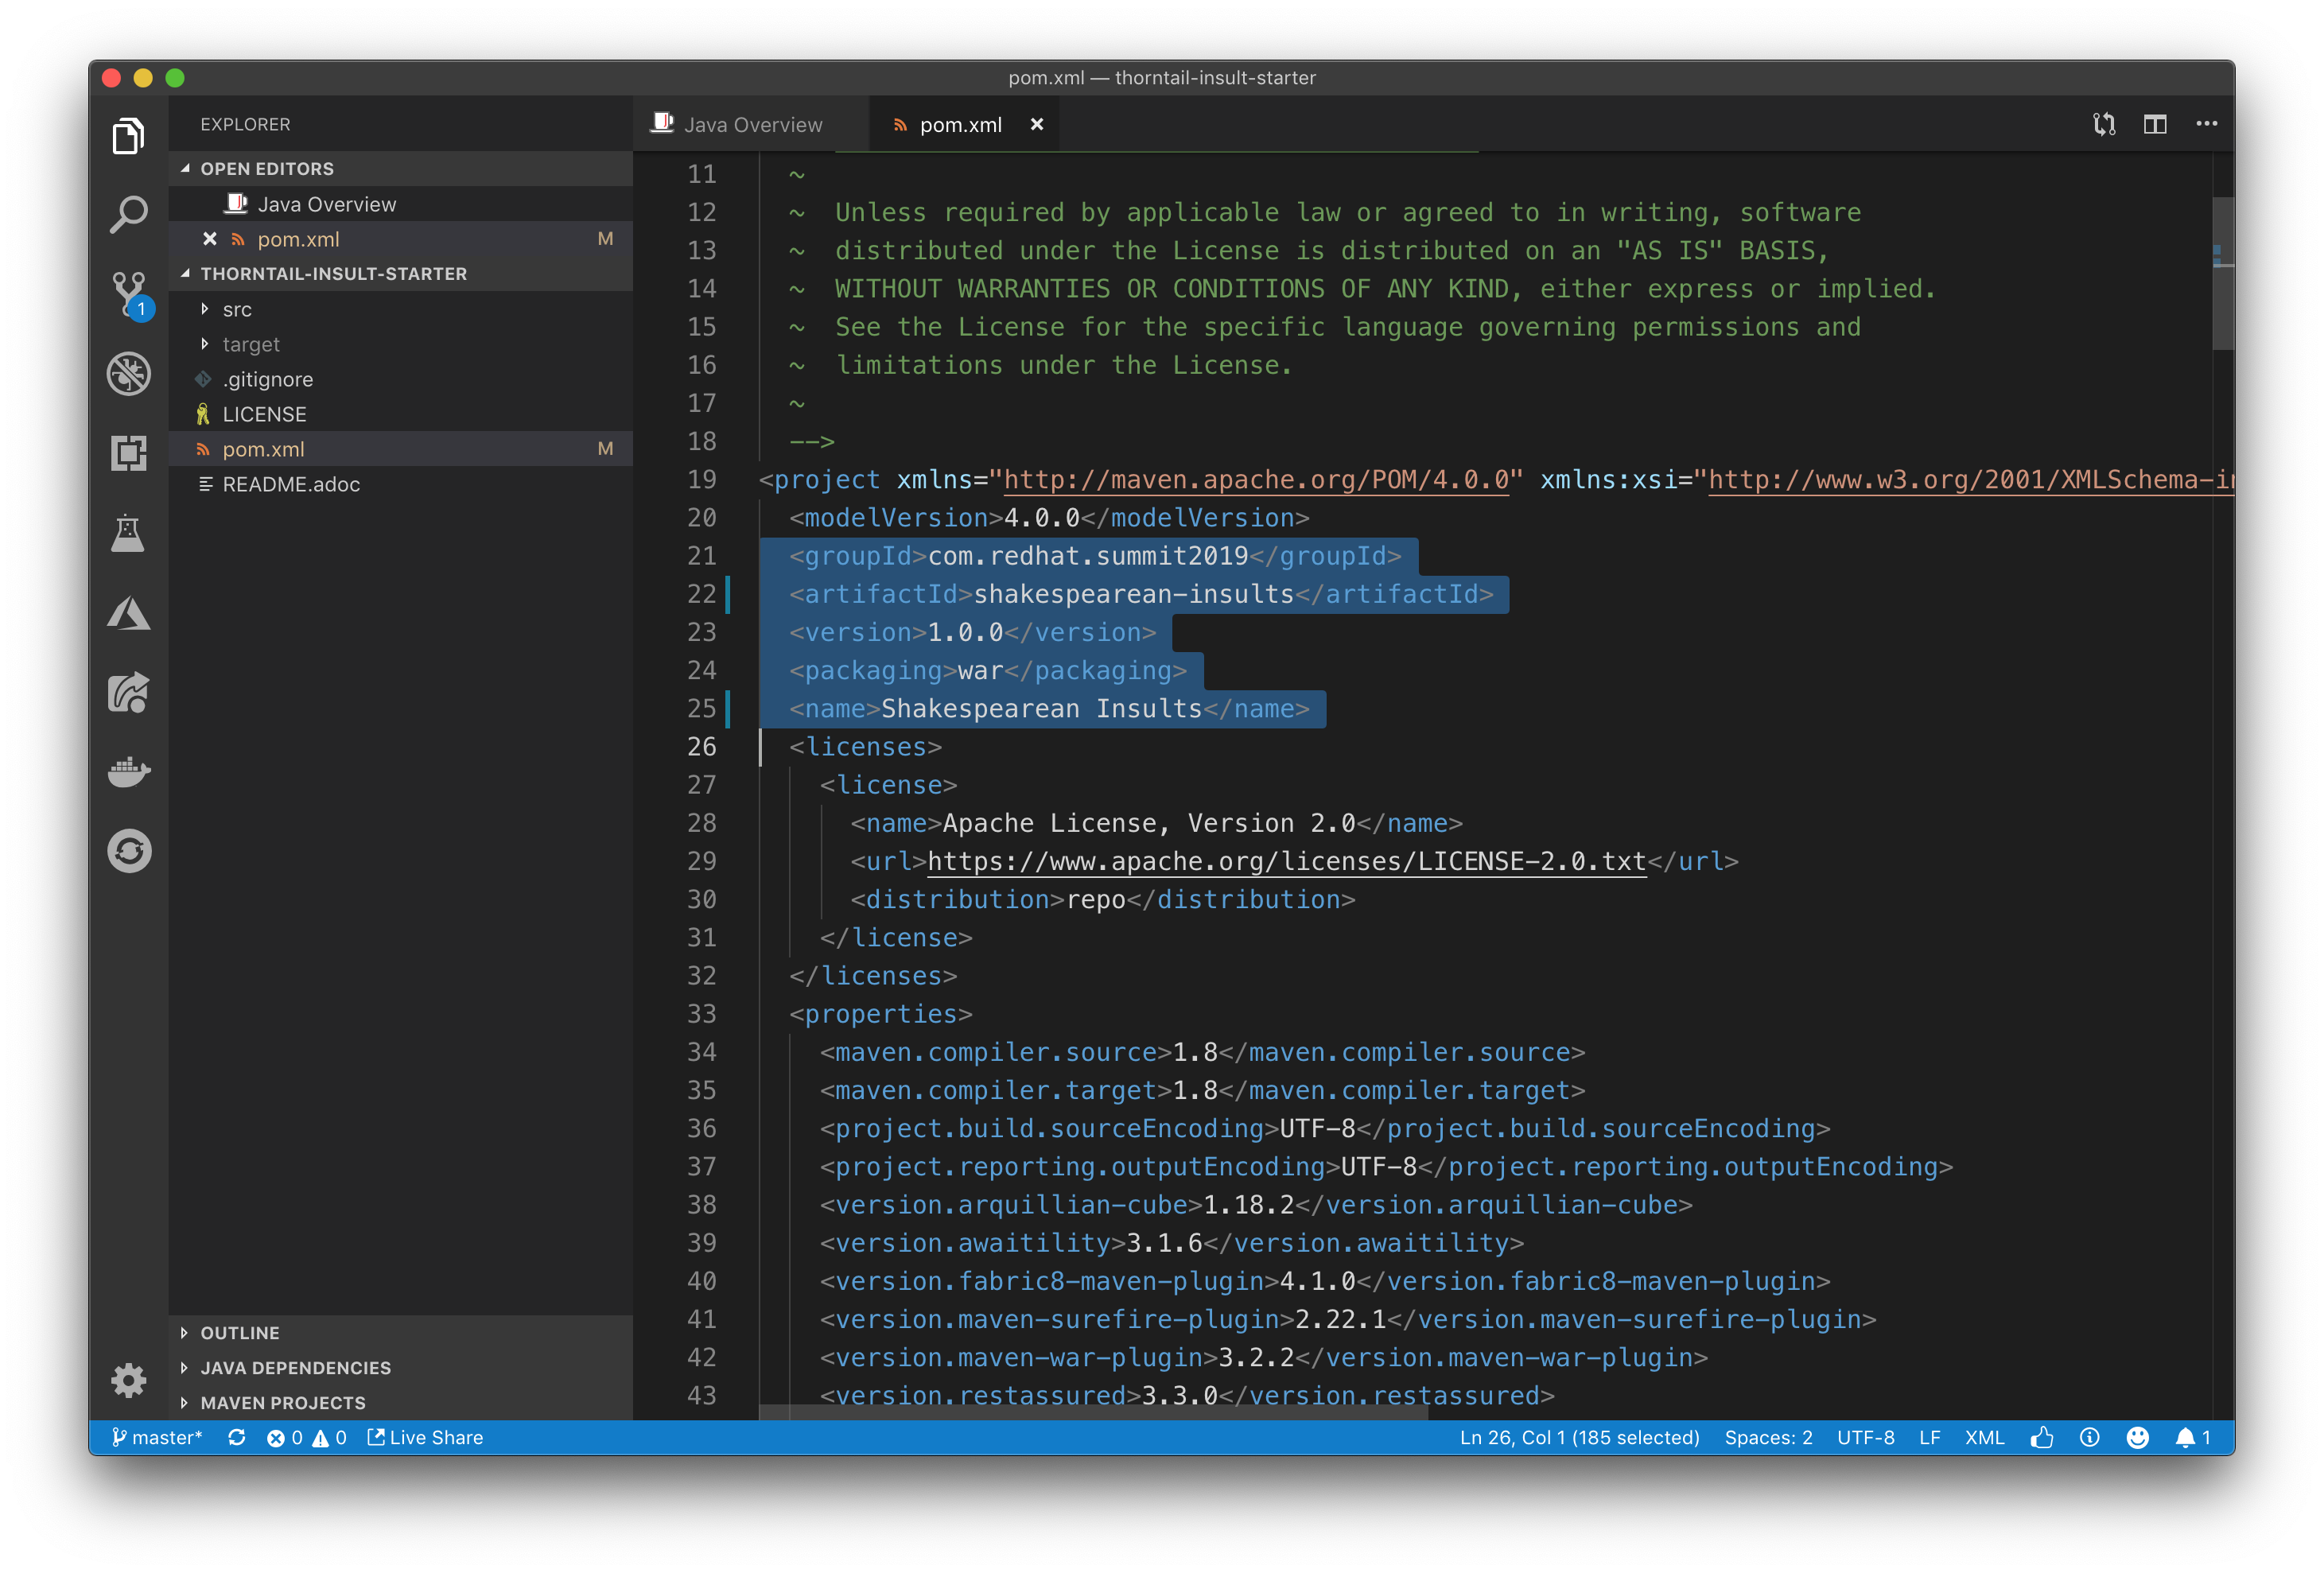 pom.xml — thorntail-insult-starter
EXPLORER
OPEN EDITORS
Java Overview
pom.xml M
THORNTAIL-INSULT-STARTER
src
target
.gitignore
LICENSE
pom.xml M
README.adoc
OUTLINE
JAVA DEPENDENCIES
MAVEN PROJECTS
1
Java Overview
pom.xml
11 ~
12 ~ Unless required by applicable law or agreed to in writing, software
13 ~ distributed under the License is distributed on an "AS IS" BASIS,
14 ~ WITHOUT WARRANTIES OR CONDITIONS OF ANY KIND, either express or implied.
15 ~ See the License for the specific language governing permissions and
16 ~ limitations under the License.
17 ~
18 -->
19 <project xmlns="http://maven.apache.org/POM/4.0.0" xmlns:xsi="http://www.w3.org/2001/XMLSchema-in
20 <modelVersion>4.0.0</modelVersion>
21 <groupId>com.redhat.summit2019</groupId>
22 <artifactId>shakespearean-insults</artifactId>
23 <version>1.0.0</version>
24 <packaging>war</packaging>
25 <name>Shakespearean Insults</name>
26 <licenses>
27 <license>
28 <name>Apache License, Version 2.0</name>
29 <url>https://www.apache.org/licenses/LICENSE-2.0.txt</url>
30 <distribution>repo</distribution>
31 </license>
32 </licenses>
33 <properties>
34 <maven.compiler.source>1.8</maven.compiler.source>
35 <maven.compiler.target>1.8</maven.compiler.target>
36 <project.build.sourceEncoding>UTF-8</project.build.sourceEncoding>
37 <project.reporting.outputEncoding>UTF-8</project.reporting.outputEncoding>
38 <version.arquillian-cube>1.18.2</version.arquillian-cube>
39 <version.awaitility>3.1.6</version.awaitility>
40 <version.fabric8-maven-plugin>4.1.0</version.fabric8-maven-plugin>
41 <version.maven-surefire-plugin>2.22.1</version.maven-surefire-plugin>
42 <version.maven-war-plugin>3.2.2</version.maven-war-plugin>
43 <version.restassured>3.3.0</version.restassured>
master* 0 0 Live Share Ln 26, Col 1 (185 selected) Spaces: 2 UTF-8 LF XML 1